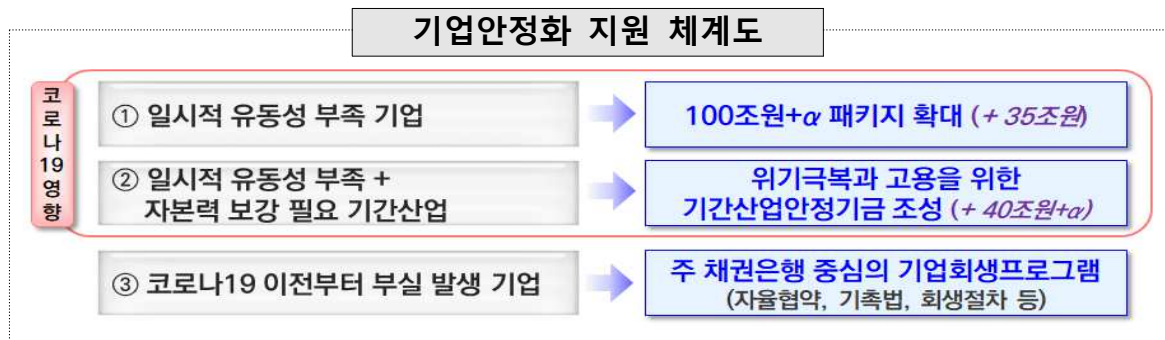 기업안정화 지원 체계도
코로나19영향
① 일시적 유동성 부족 기업
100조원+α 패키지 확대 (+ 35조원)
② 일시적 유동성 부족 +
자본력 보강 필요 기간산업
위기극복과 고용을 위한
기간산업안정기금 조성 (+ 40조원+α)
③ 코로나19 이전부터 부실 발생 기업
주 채권은행 중심의 기업회생프로그램
(자율협약, 기촉법, 회생절차 등)